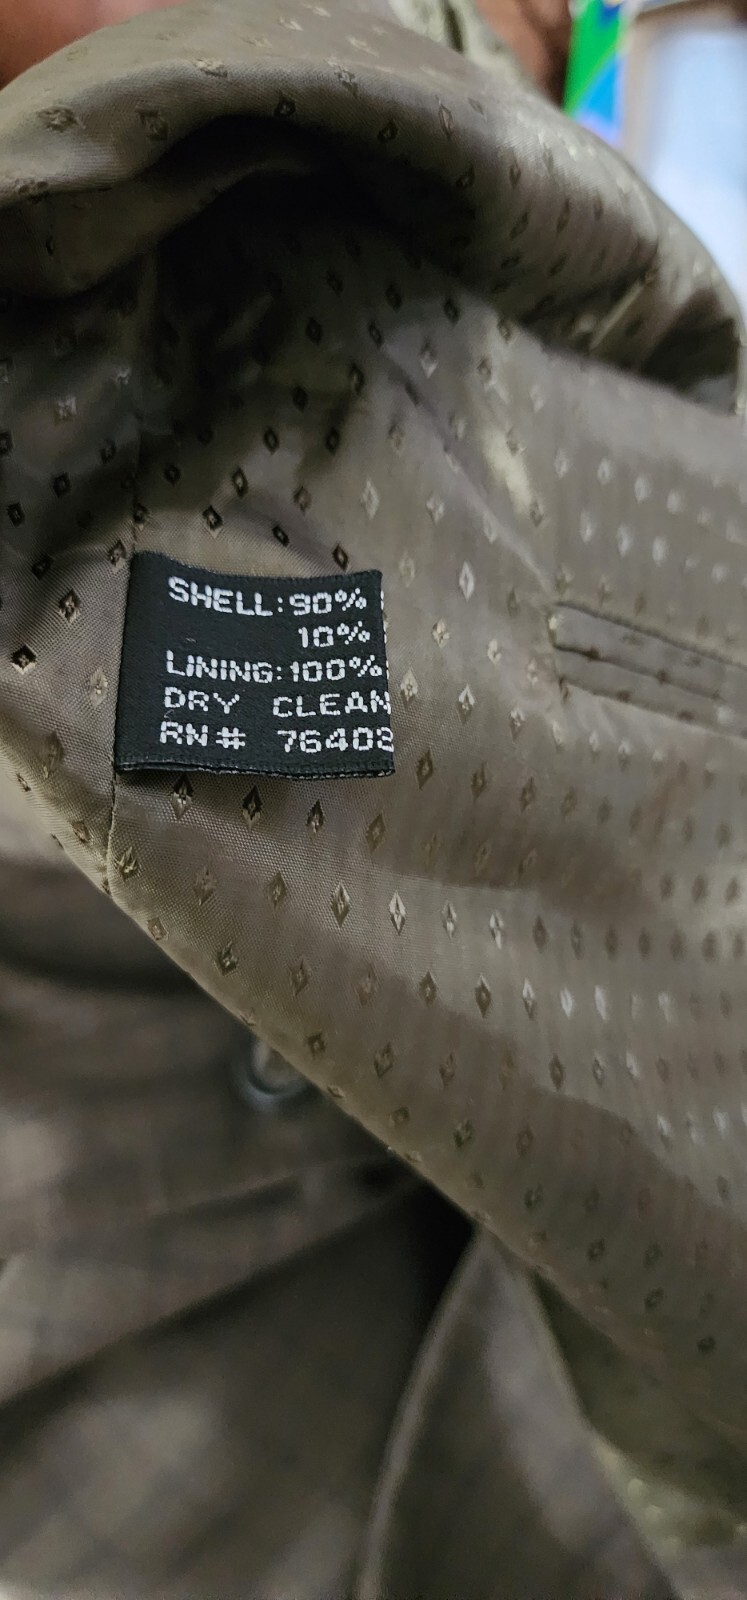 SHELL: 90%
10%
LINING: 100%
DRY CLEAN
RN# 76403